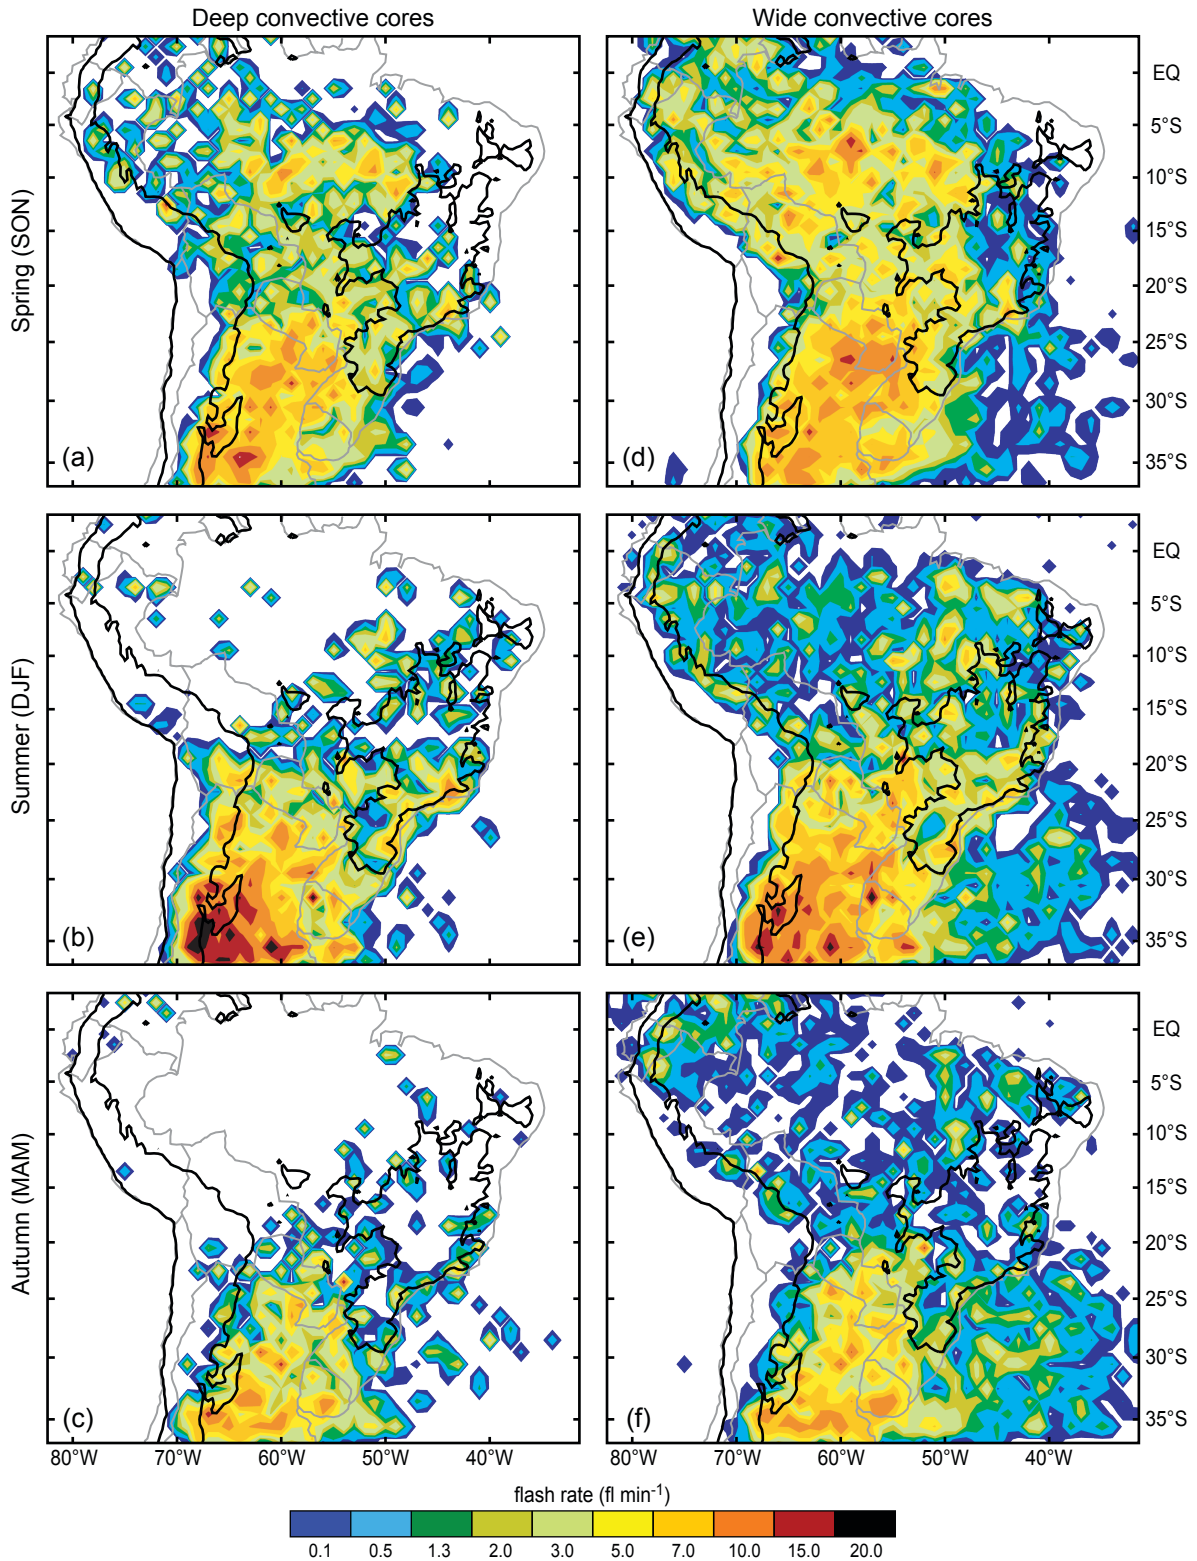 Deep convective cores
Wide convective cores
Spring (SON)
(a)
(d)
EQ
5°S
10°S
15°S
20°S
25°S
30°S
35°S
Summer (DJF)
(b)
(e)
EQ
5°S
10°S
15°S
20°S
25°S
30°S
35°S
Autumn (MAM)
(c)
(f)
EQ
5°S
10°S
15°S
20°S
25°S
30°S
35°S
80°W 70°W 60°W 50°W 40°W
80°W 70°W 60°W 50°W 40°W
flash rate (fl min⁻¹)
0.1 0.5 1.3 2.0 3.0 5.0 7.0 10.0 15.0 20.0